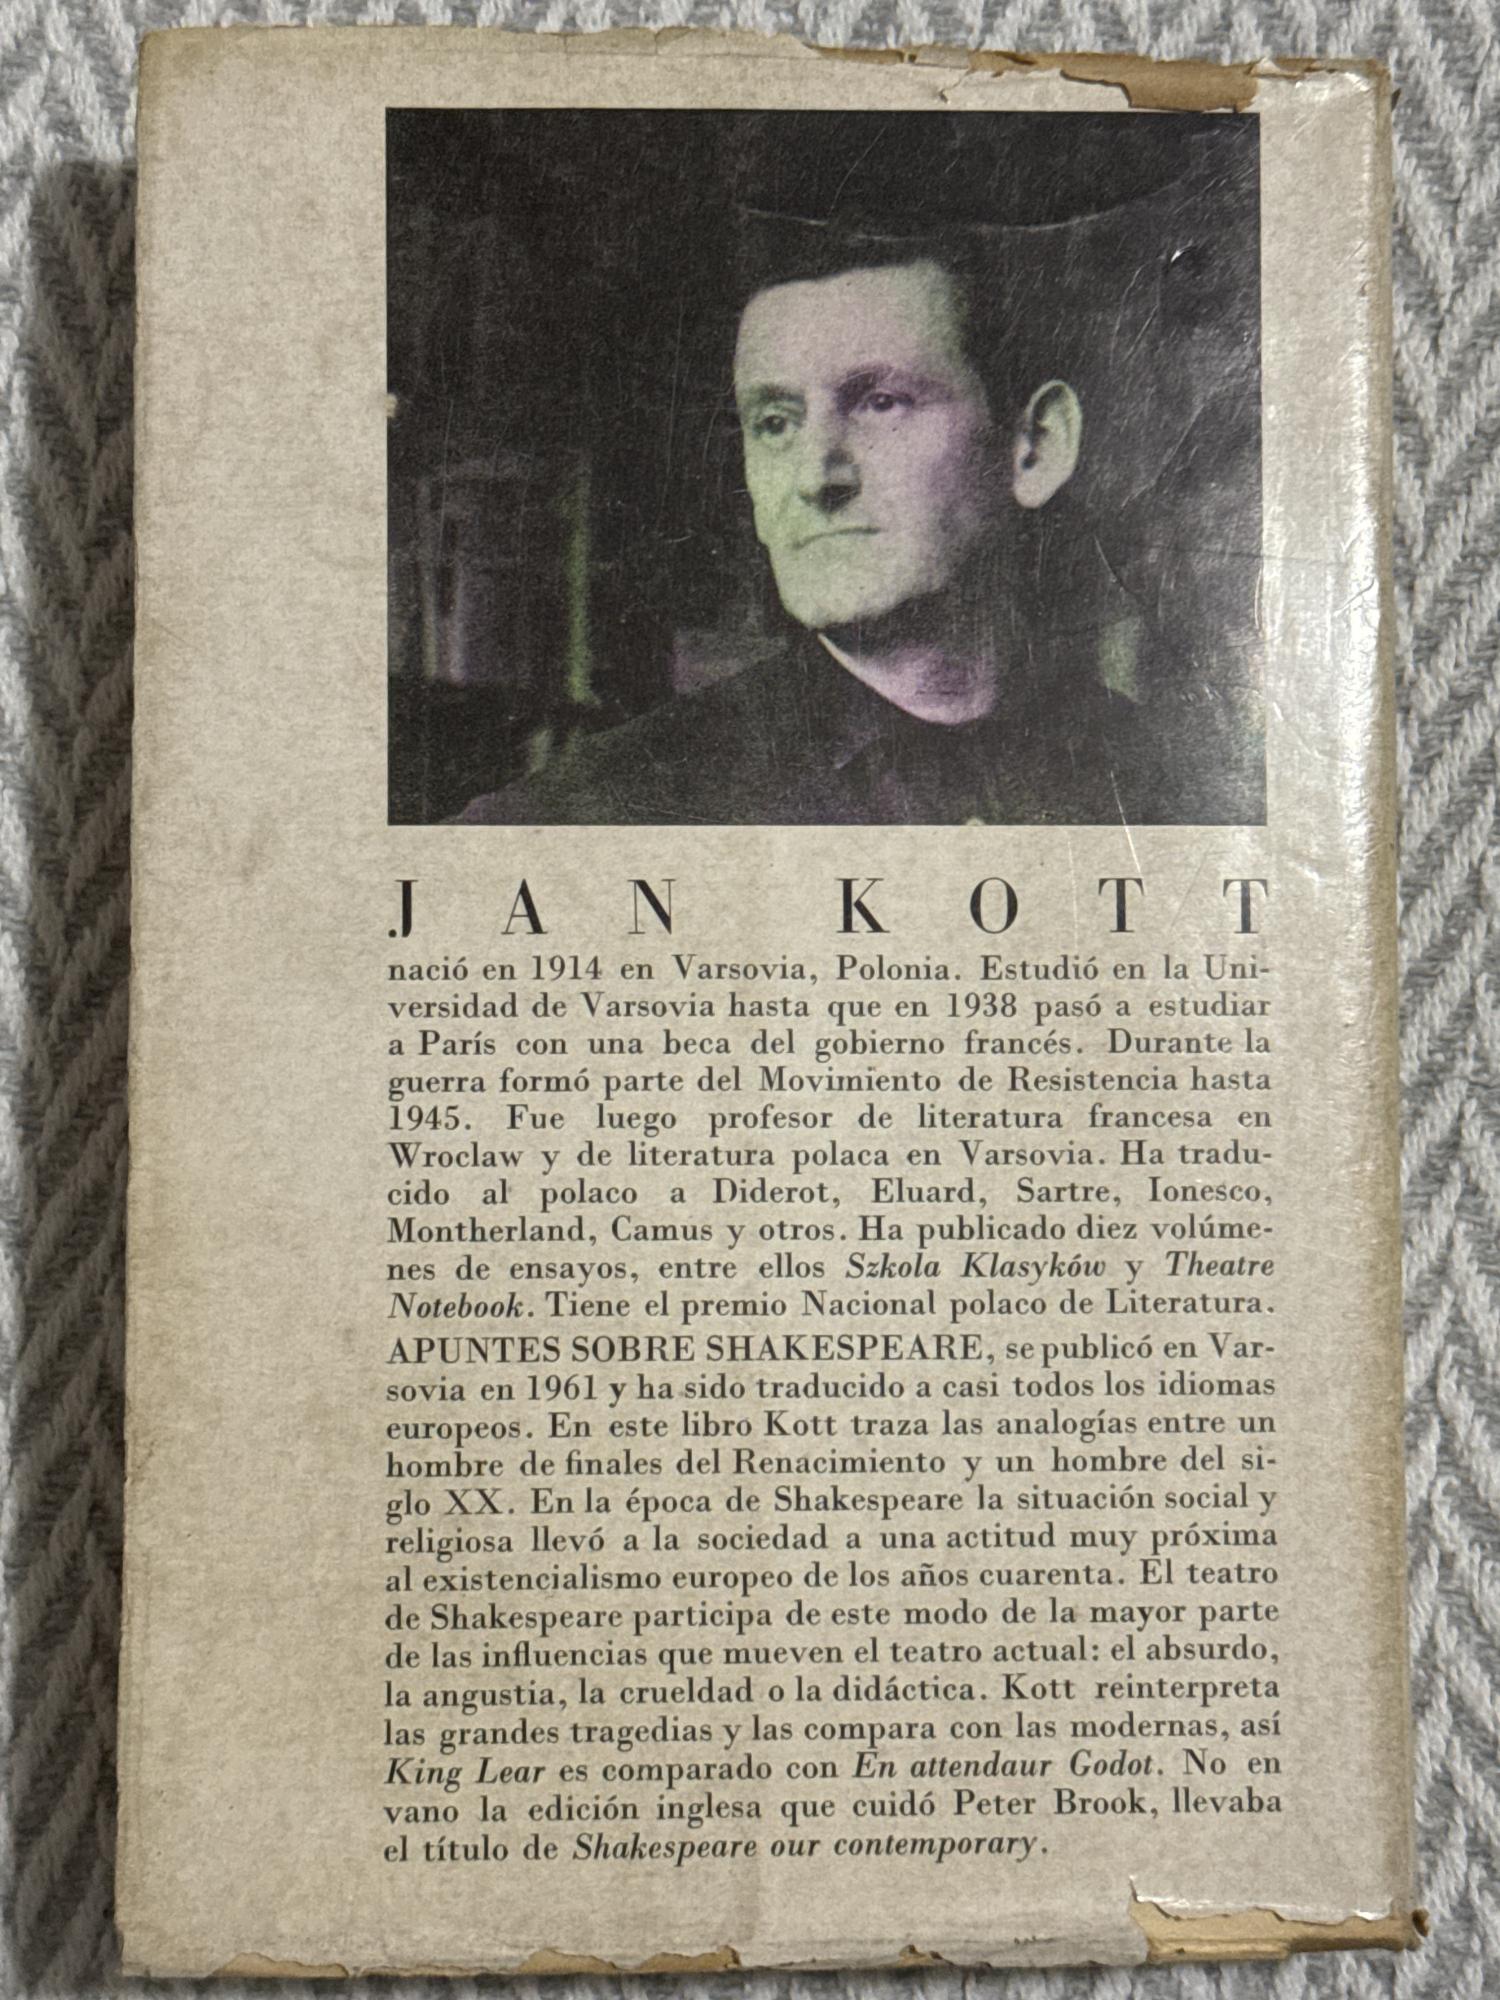 JAN KOTT
nació en 1914 en Varsovia, Polonia. Estudió en la Uni-
versidad de Varsovia hasta que en 1938 pasó a estudiar
a París con una beca del gobierno francés. Durante la
guerra formó parte del Movimiento de Resistencia hasta
1945. Fue luego profesor de literatura francesa en
Wroclaw y de literatura polaca en Varsovia. Ha tradu-
cido al polaco a Diderot, Eluard, Sartre, Ionesco,
Montherland, Camus y otros. Ha publicado diez volúme-
nes de ensayos, entre ellos Szkola Klasyków y Theatre
Notebook. Tiene el premio Nacional polaco de Literatura.
APUNTES SOBRE SHAKESPEARE, se publicó en Var-
sovia en 1961 y ha sido traducido a casi todos los idiomas
europeos. En este libro Kott traza las analogías entre un
hombre de finales del Renacimiento y un hombre del si-
glo XX. En la época de Shakespeare la situación social y
religiosa llevó a la sociedad a una actitud muy próxima
al existencialismo europeo de los años cuarenta. El teatro
de Shakespeare participa de este modo de la mayor parte
de las influencias que mueven el teatro actual: el absurdo,
la angustia, la crueldad o la didáctica. Kott reinterpreta
las grandes tragedias y las compara con las modernas, así
King Lear es comparado con En attendaur Godot. No en
vano la edición inglesa que cuidó Peter Brook, llevaba
el título de Shakespeare our contemporary.